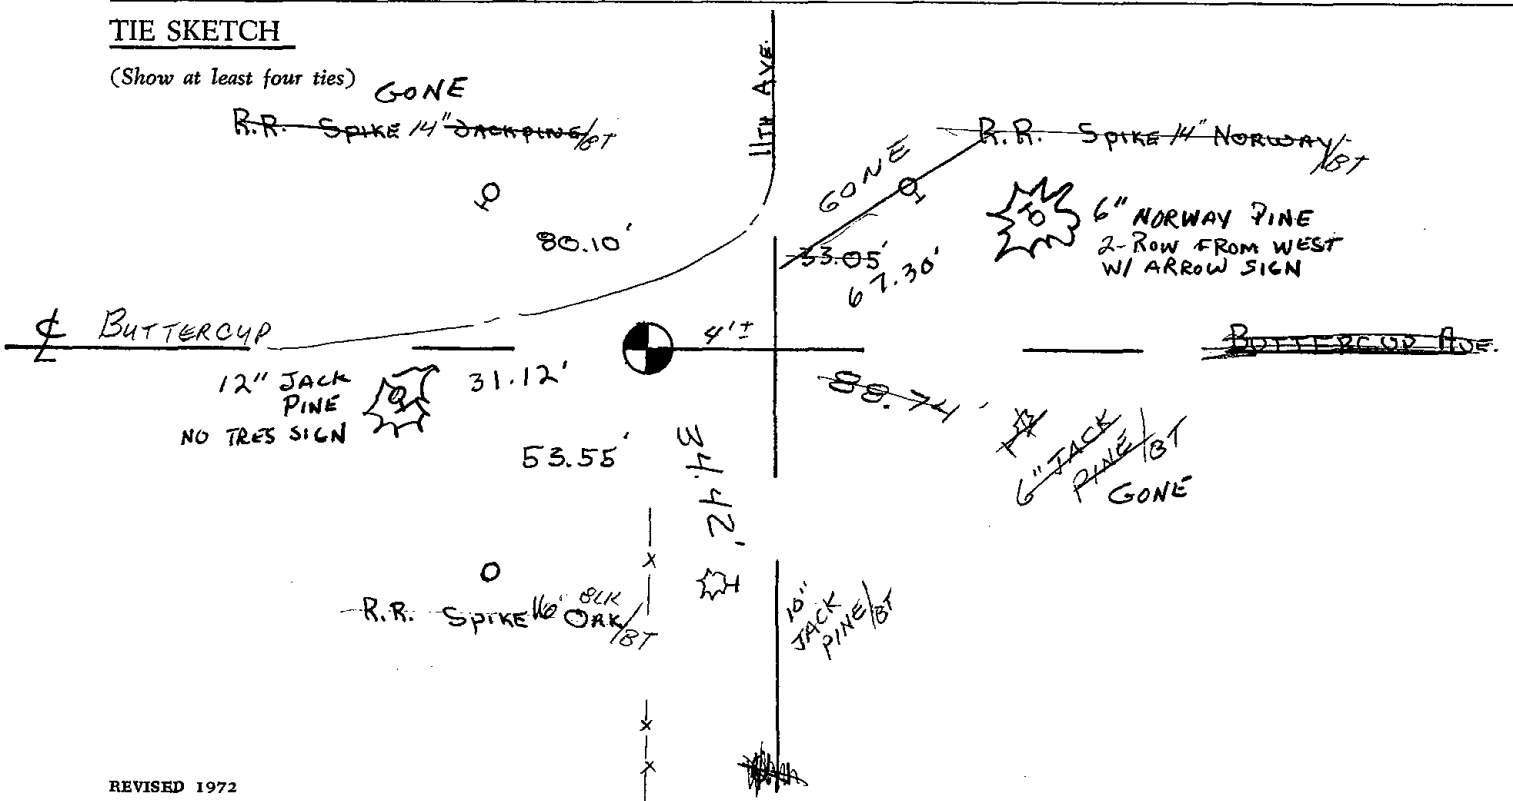 TIE SKETCH
(Show at least four ties)
GONE
R.R. SPIKE 14" JACKPINE/BT
11TH AVE.
GONE
R.R. SPIKE 14" NORWAY/BT
6" NORWAY PINE
2-ROW FROM WEST
W/ ARROW SIGN
80.10'
33.05'
67.30'
℄ BUTTERCUP
4'±
BUTTERCUP AVE.
12" JACK
PINE
NO TRES SIGN
31.12'
88.74'
53.55'
34.42'
6" JACK
PINE/BT
GONE
R.R. SPIKE 16" BLK OAK/BT
10"
JACK
PINE/BT
REVISED 1972